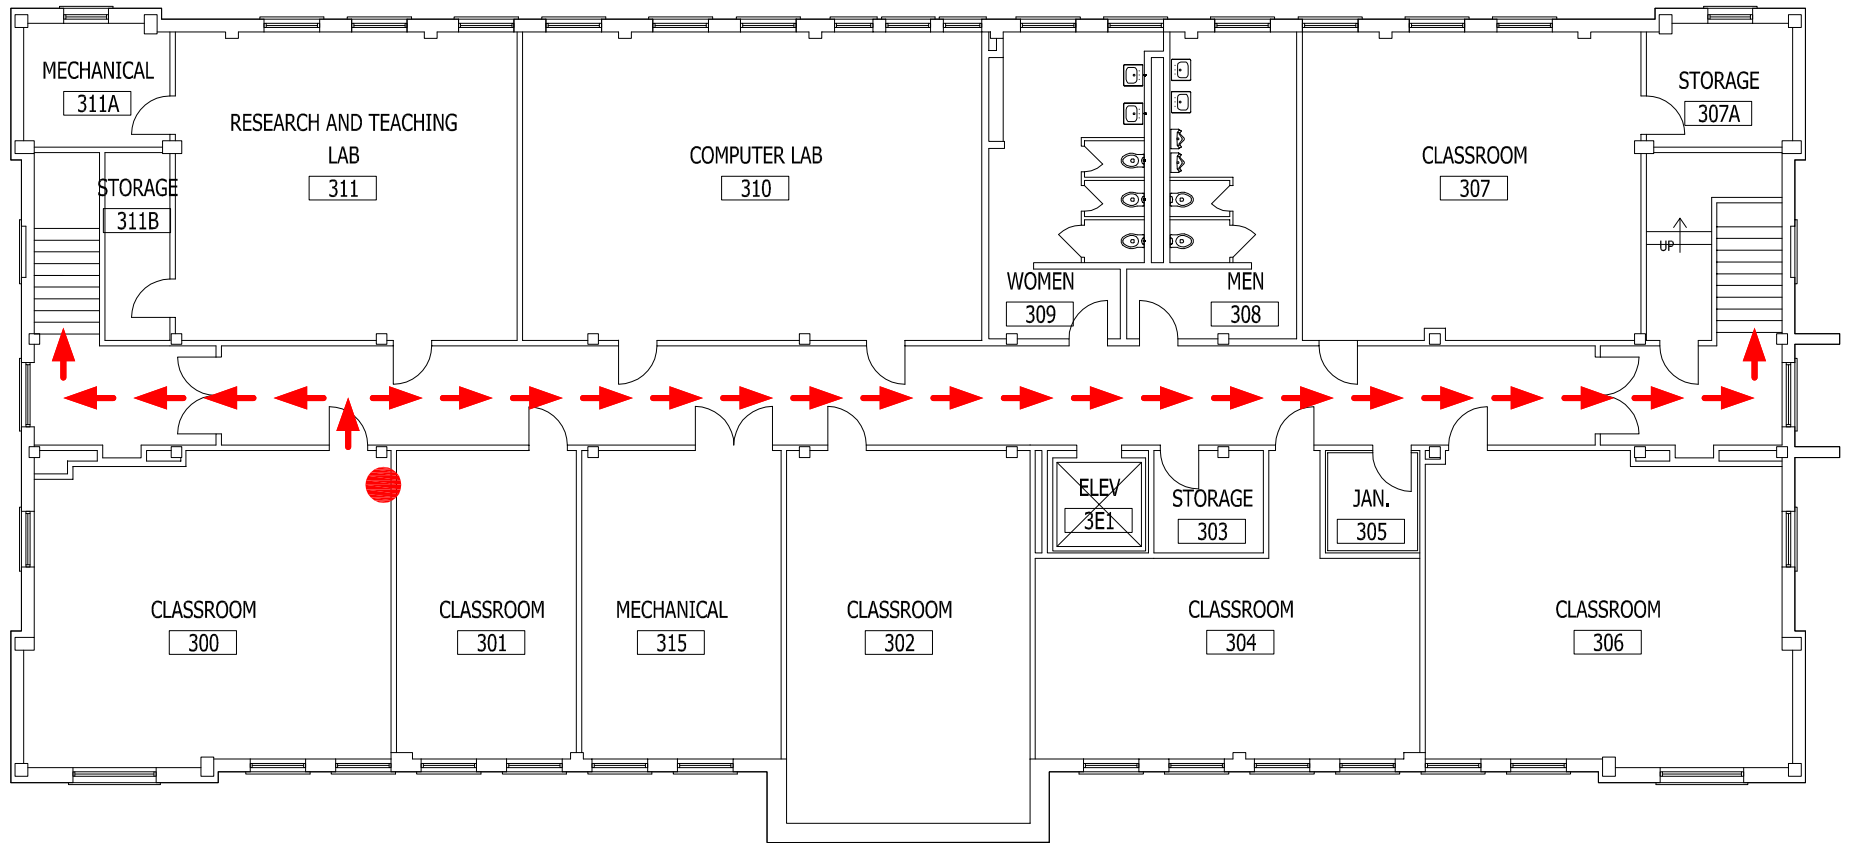 MECHANICAL
311A
RESEARCH AND TEACHING
LAB
311
STORAGE
311B
COMPUTER LAB
310
WOMEN
309
MEN
308
CLASSROOM
307
STORAGE
307A
UP
CLASSROOM
300
CLASSROOM
301
MECHANICAL
315
CLASSROOM
302
ELEV
3E1
STORAGE
303
JAN.
305
CLASSROOM
304
CLASSROOM
306